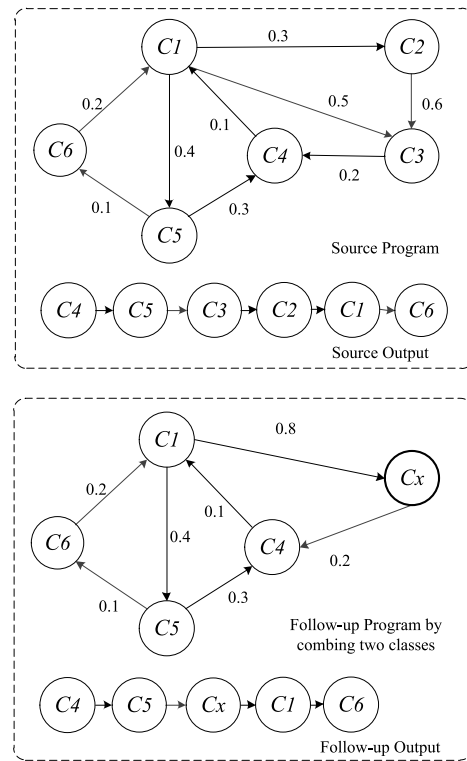 C1
0.3
C2
0.2
0.5
0.6
0.1
C6
0.4
C4
C3
0.2
0.1
0.3
C5
Source Program
C4 C5 C3 C2 C1 C6
Source Output
C1
0.8
Cx
0.2
0.1
0.4
C6
C4
0.2
0.1
0.3
C5
Follow-up Program by
combing two classes
C4 C5 Cx C1 C6
Follow-up Output